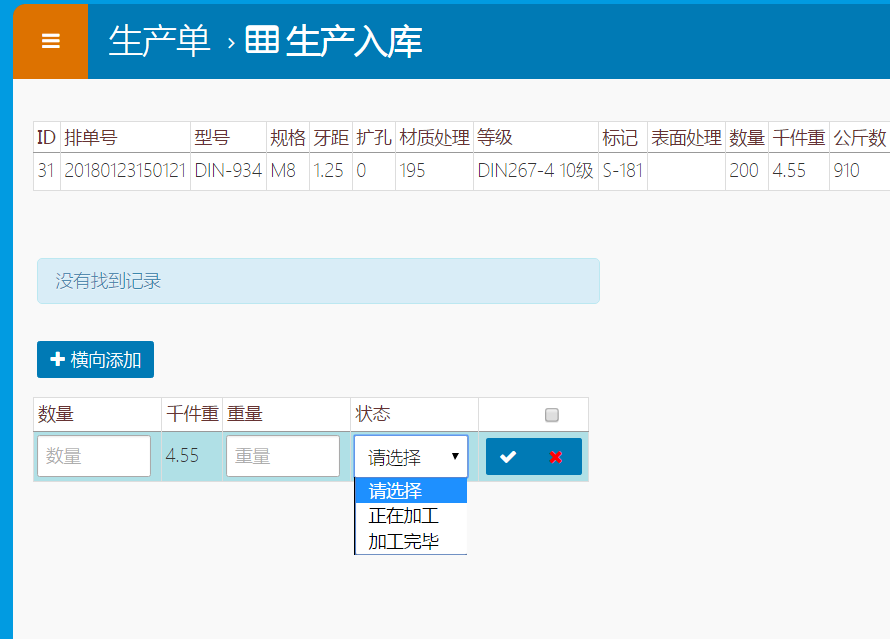 生产单 › 生产入库
ID 排单号 型号 规格 牙距 扩孔 材质处理 等级 标记 表面处理 数量 千件重 公斤数
31 20180123150121 DIN-934 M8 1.25 0 195 DIN267-4 10级 S-181 200 4.55 910
没有找到记录
横向添加
数量 千件重 重量 状态
数量 4.55 重量 请选择
请选择
正在加工
加工完毕